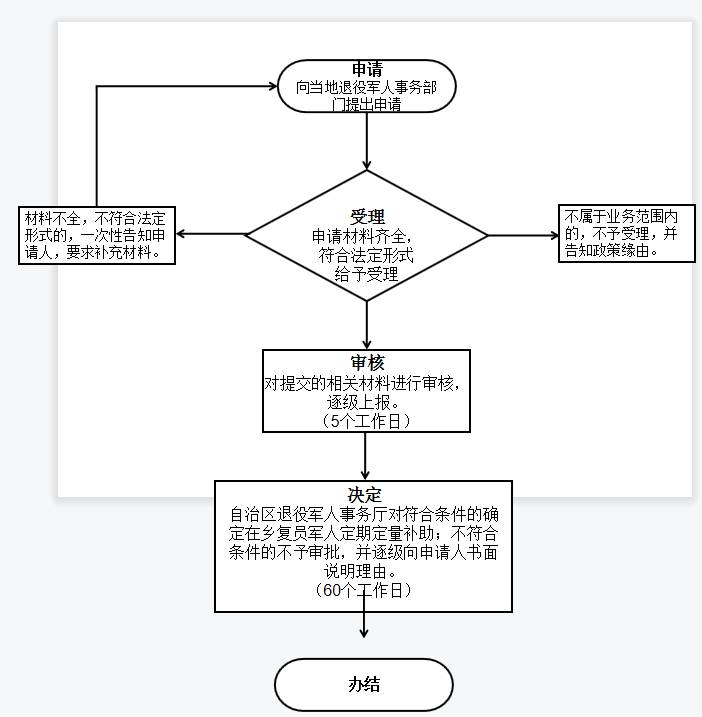 申请
向当地退役军人事务部
门提出申请
材料不全，不符合法定
形式的，一次性告知申
请人，要求补充材料。
受理
申请材料齐全，
符合法定形式
给予受理
不属于业务范围内
的，不予受理，并
告知政策缘由。
审核
对提交的相关材料进行审核，
逐级上报。
（5个工作日）
决定
自治区退役军人事务厅对符合条件的确
定在乡复员军人定期定量补助；不符合
条件的不予审批，并逐级向申请人书面
说明理由。
（60个工作日）
办结